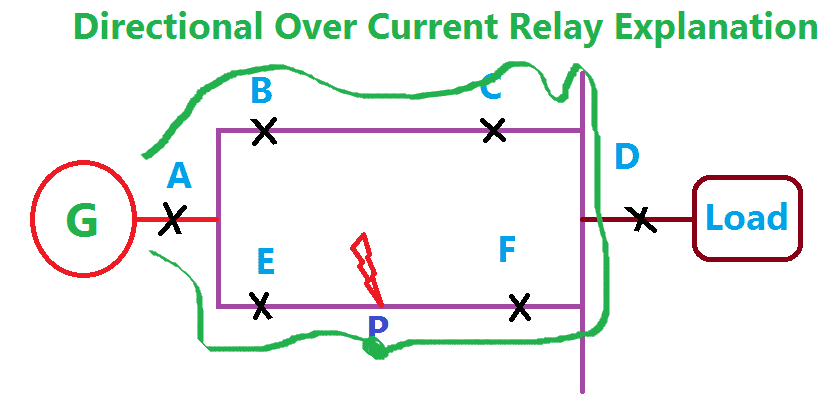 Directional Over Current Relay Explanation
B
C
A
D
G
Load
E
F
P